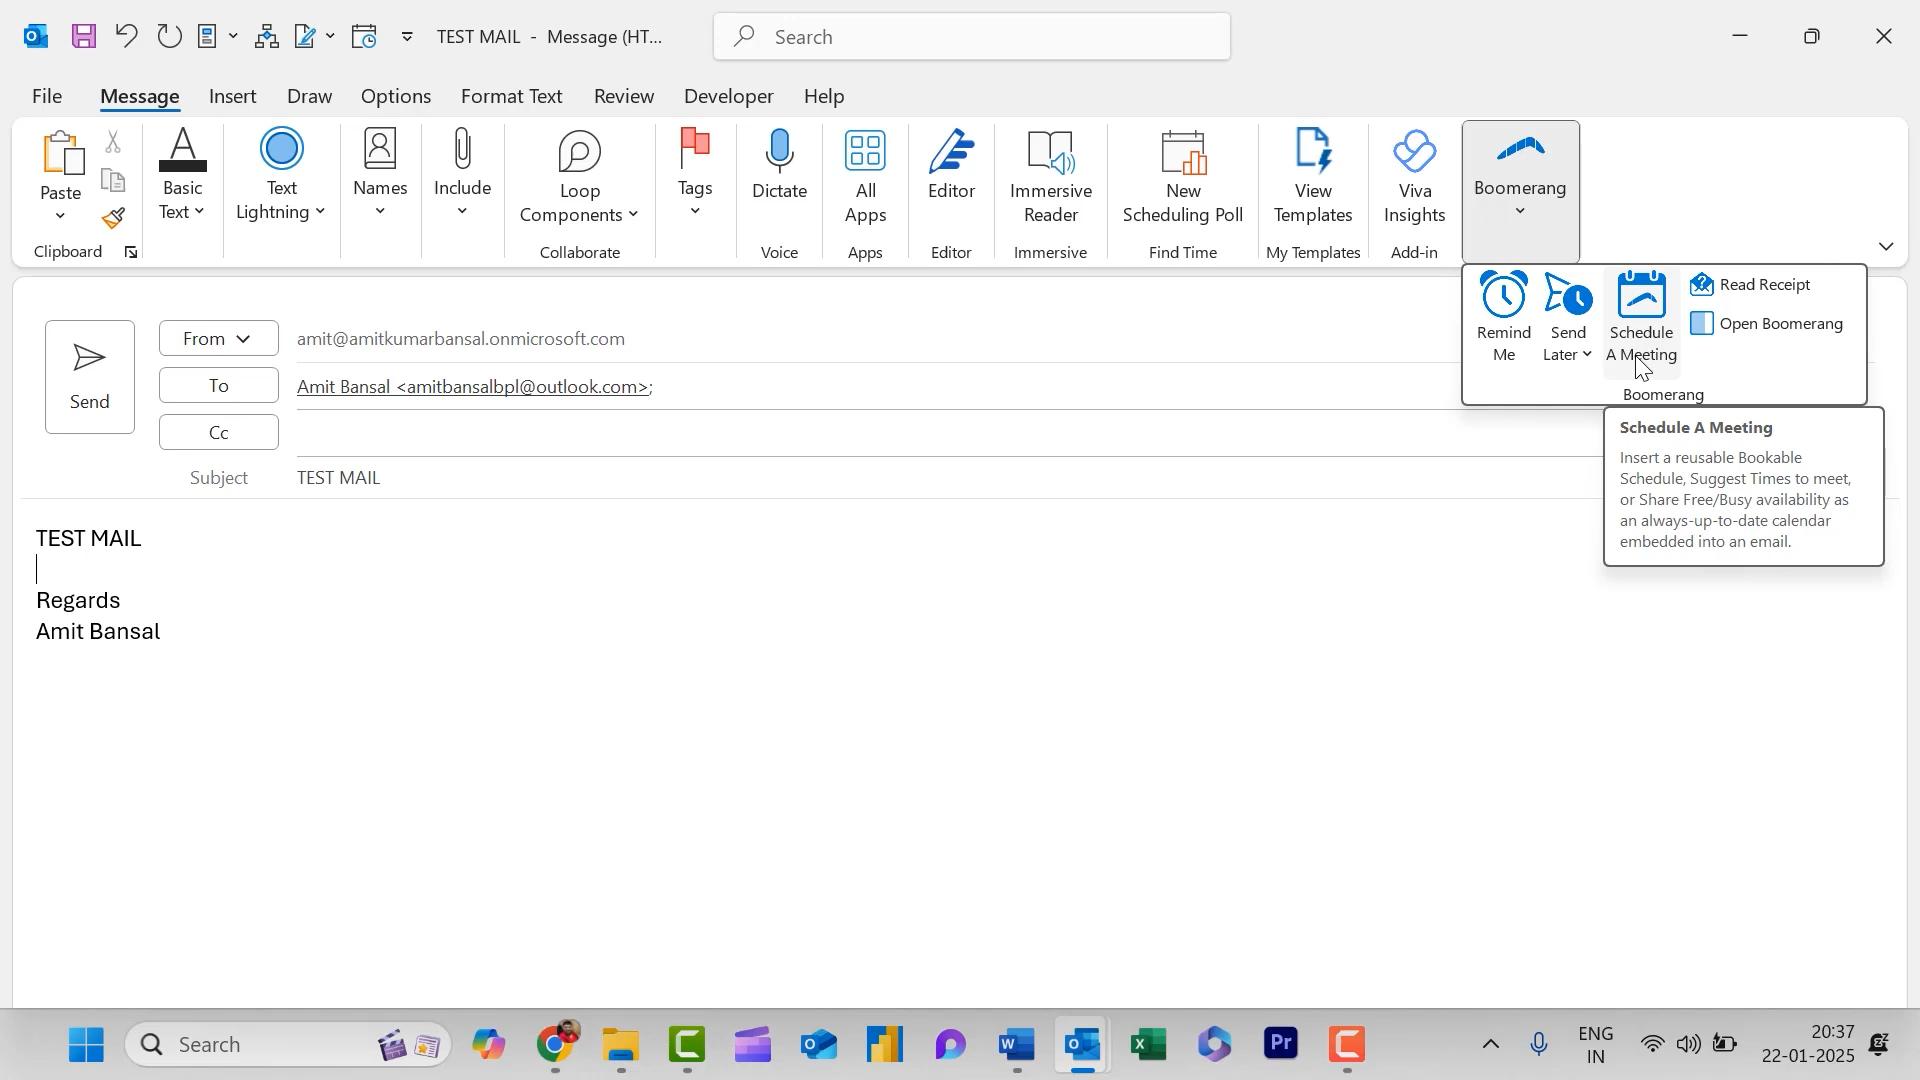 TEST MAIL - Message (HT...
Search
File Message Insert Draw Options Format Text Review Developer Help
Paste
Clipboard
Basic
Text
Text
Lightning
Names
Include
Loop
Components
Collaborate
Tags
Dictate
Voice
All
Apps
Apps
Editor
Editor
Immersive
Reader
Immersive
New
Scheduling Poll
Find Time
View
Templates
My Templates
Viva
Insights
Add-in
Boomerang
Remind
Me
Send
Later
Schedule
A Meeting
Read Receipt
Open Boomerang
Boomerang
Schedule A Meeting
Insert a reusable Bookable
Schedule, Suggest Times to meet,
or Share Free/Busy availability as
an always-up-to-date calendar
embedded into an email.
Send
From amit@amitkumarbansal.onmicrosoft.com
To Amit Bansal <amitbansalbpl@outlook.com>;
Cc
Subject TEST MAIL
TEST MAIL
Regards
Amit Bansal
Search
W
X
Pr
ENG
IN
20:37
22-01-2025